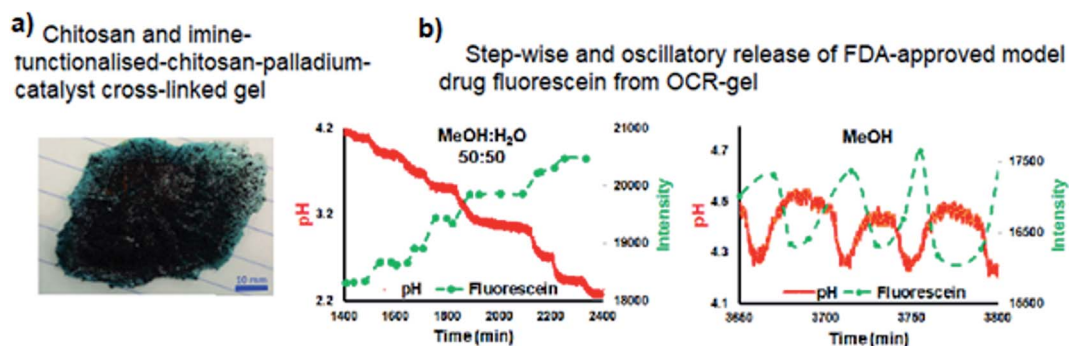 a)
Chitosan and imine-
functionalised-chitosan-palladium-
catalyst cross-linked gel
10 mm
b)
Step-wise and oscillatory release of FDA-approved model
drug fluorescein from OCR-gel
4.2
3.2
2.2
pH
MeOH:H₂O
50:50
21000
20000
19000
18000
Intensity
pH
Fluorescein
1400 1600 1800 2000 2200 2400
Time (min)
4.7
4.5
4.3
4.1
pH
MeOH
17500
16500
Intensity
pH
Fluorescein
3700 3750 3800
Time (min)